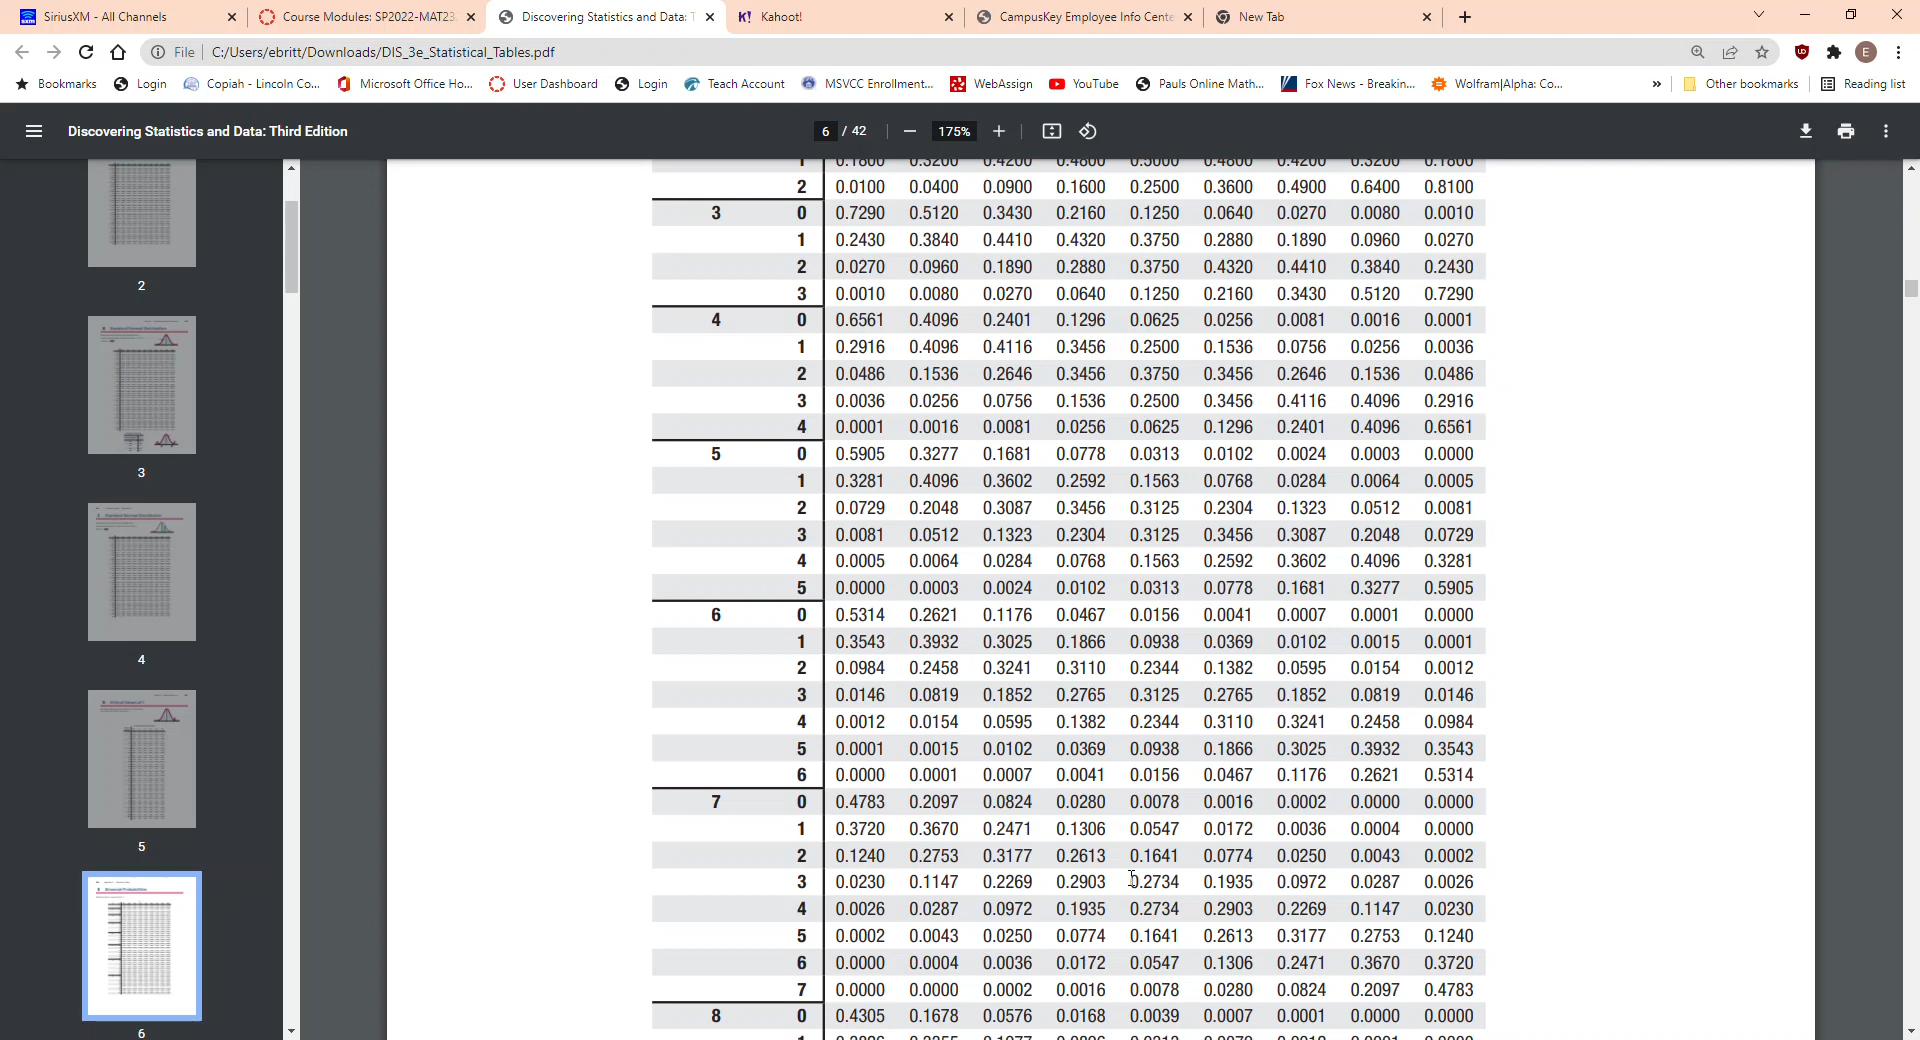 SiriusXM - All Channels
Course Modules: SP2022-MAT23
Discovering Statistics and Data: T
K! Kahoot!
CampusKey Employee Info Cente
New Tab
File C:/Users/ebritt/Downloads/DIS_3e_Statistical_Tables.pdf
E
Bookmarks Login Copiah - Lincoln Co... Microsoft Office Ho... User Dashboard Login Teach Account MSVCC Enrollment... WebAssign YouTube Pauls Online Math... Fox News - Breakin... Wolfram|Alpha: Co... » Other bookmarks Reading list
Discovering Statistics and Data: Third Edition 6 / 42 175%
2
3
4
5
6
1 0.1800 0.3200 0.4200 0.4800 0.5000 0.4800 0.4200 0.3200 0.1800
2 0.0100 0.0400 0.0900 0.1600 0.2500 0.3600 0.4900 0.6400 0.8100
3 0 0.7290 0.5120 0.3430 0.2160 0.1250 0.0640 0.0270 0.0080 0.0010
1 0.2430 0.3840 0.4410 0.4320 0.3750 0.2880 0.1890 0.0960 0.0270
2 0.0270 0.0960 0.1890 0.2880 0.3750 0.4320 0.4410 0.3840 0.2430
3 0.0010 0.0080 0.0270 0.0640 0.1250 0.2160 0.3430 0.5120 0.7290
4 0 0.6561 0.4096 0.2401 0.1296 0.0625 0.0256 0.0081 0.0016 0.0001
1 0.2916 0.4096 0.4116 0.3456 0.2500 0.1536 0.0756 0.0256 0.0036
2 0.0486 0.1536 0.2646 0.3456 0.3750 0.3456 0.2646 0.1536 0.0486
3 0.0036 0.0256 0.0756 0.1536 0.2500 0.3456 0.4116 0.4096 0.2916
4 0.0001 0.0016 0.0081 0.0256 0.0625 0.1296 0.2401 0.4096 0.6561
5 0 0.5905 0.3277 0.1681 0.0778 0.0313 0.0102 0.0024 0.0003 0.0000
1 0.3281 0.4096 0.3602 0.2592 0.1563 0.0768 0.0284 0.0064 0.0005
2 0.0729 0.2048 0.3087 0.3456 0.3125 0.2304 0.1323 0.0512 0.0081
3 0.0081 0.0512 0.1323 0.2304 0.3125 0.3456 0.3087 0.2048 0.0729
4 0.0005 0.0064 0.0284 0.0768 0.1563 0.2592 0.3602 0.4096 0.3281
5 0.0000 0.0003 0.0024 0.0102 0.0313 0.0778 0.1681 0.3277 0.5905
6 0 0.5314 0.2621 0.1176 0.0467 0.0156 0.0041 0.0007 0.0001 0.0000
1 0.3543 0.3932 0.3025 0.1866 0.0938 0.0369 0.0102 0.0015 0.0001
2 0.0984 0.2458 0.3241 0.3110 0.2344 0.1382 0.0595 0.0154 0.0012
3 0.0146 0.0819 0.1852 0.2765 0.3125 0.2765 0.1852 0.0819 0.0146
4 0.0012 0.0154 0.0595 0.1382 0.2344 0.3110 0.3241 0.2458 0.0984
5 0.0001 0.0015 0.0102 0.0369 0.0938 0.1866 0.3025 0.3932 0.3543
6 0.0000 0.0001 0.0007 0.0041 0.0156 0.0467 0.1176 0.2621 0.5314
7 0 0.4783 0.2097 0.0824 0.0280 0.0078 0.0016 0.0002 0.0000 0.0000
1 0.3720 0.3670 0.2471 0.1306 0.0547 0.0172 0.0036 0.0004 0.0000
2 0.1240 0.2753 0.3177 0.2613 0.1641 0.0774 0.0250 0.0043 0.0002
3 0.0230 0.1147 0.2269 0.2903 0.2734 0.1935 0.0972 0.0287 0.0026
4 0.0026 0.0287 0.0972 0.1935 0.2734 0.2903 0.2269 0.1147 0.0230
5 0.0002 0.0043 0.0250 0.0774 0.1641 0.2613 0.3177 0.2753 0.1240
6 0.0000 0.0004 0.0036 0.0172 0.0547 0.1306 0.2471 0.3670 0.3720
7 0.0000 0.0000 0.0002 0.0016 0.0078 0.0280 0.0824 0.2097 0.4783
8 0 0.4305 0.1678 0.0576 0.0168 0.0039 0.0007 0.0001 0.0000 0.0000